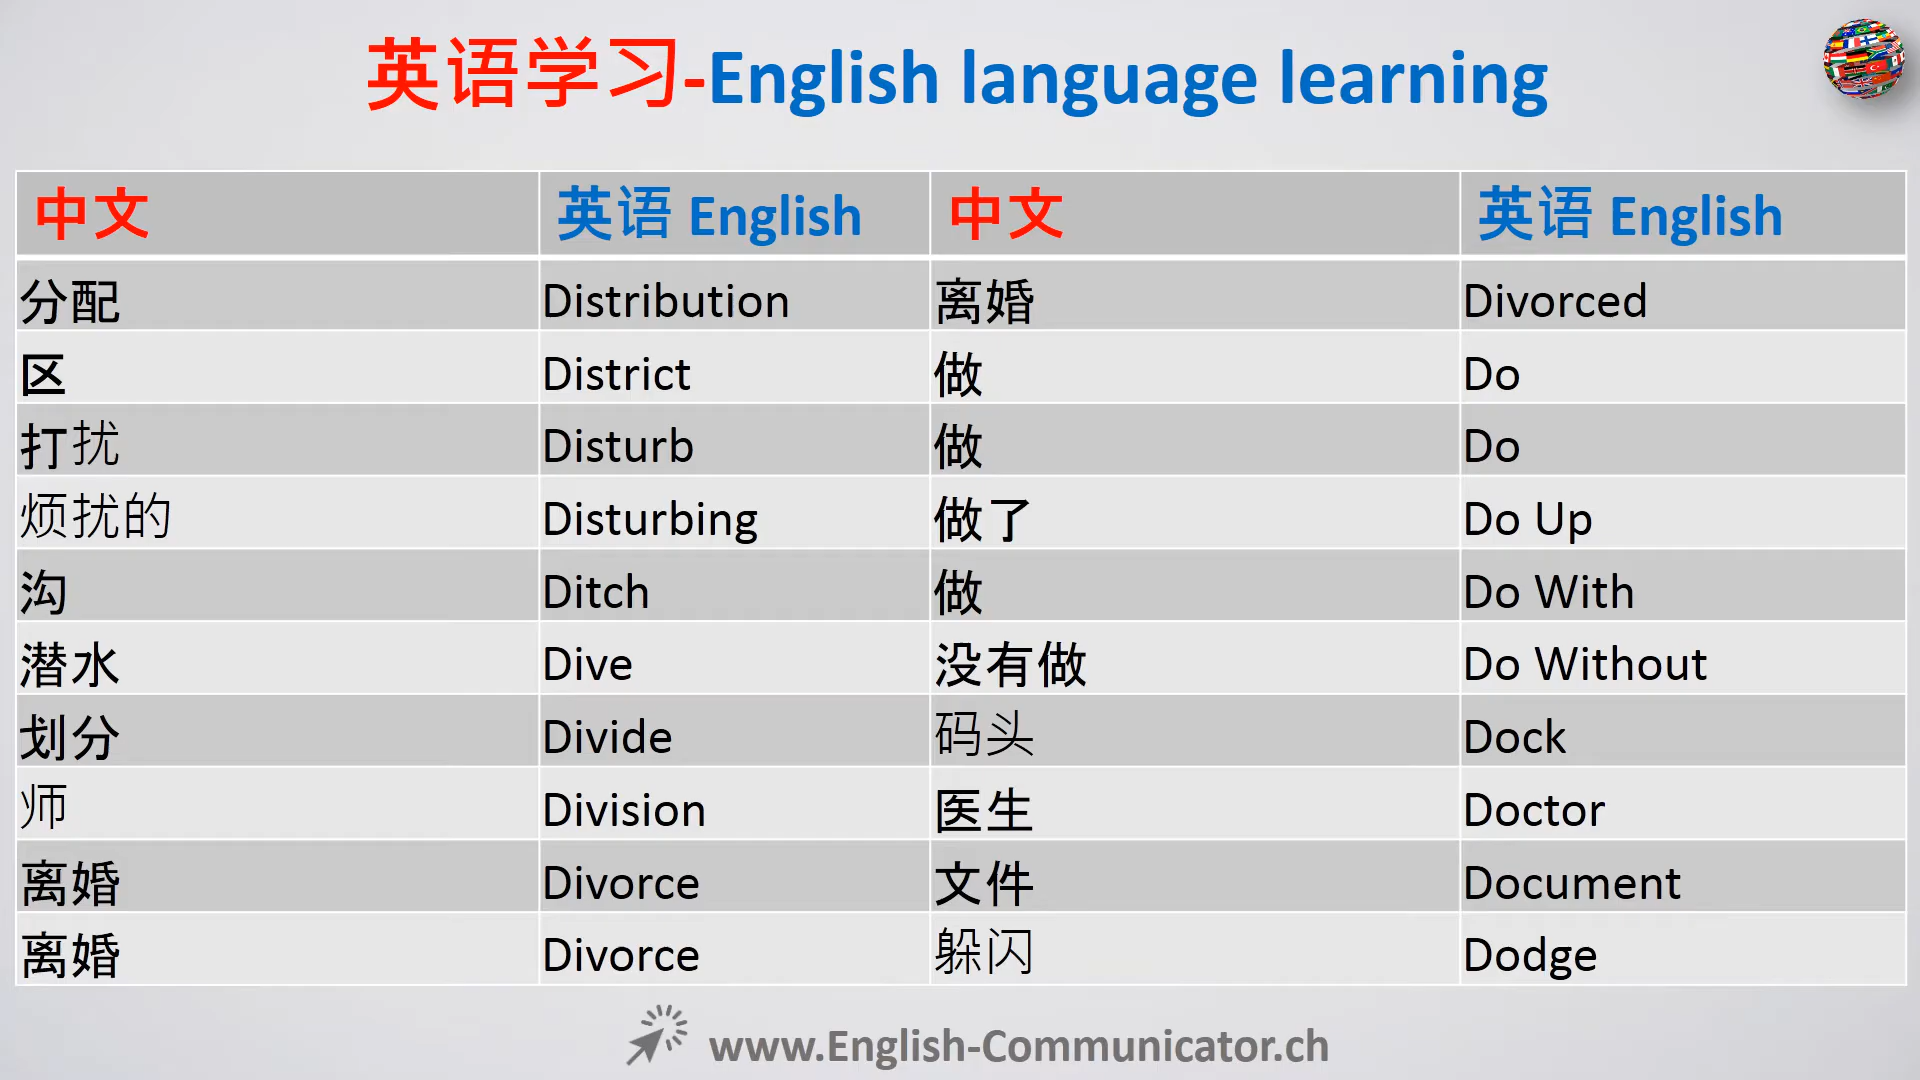 英语学习-English language learning
中文 英语 English 中文 英语 English
分配 Distribution 离婚 Divorced
区 District 做 Do
打扰 Disturb 做 Do
烦扰的 Disturbing 做了 Do Up
沟 Ditch 做 Do With
潜水 Dive 没有做 Do Without
划分 Divide 码头 Dock
师 Division 医生 Doctor
离婚 Divorce 文件 Document
离婚 Divorce 躲闪 Dodge
www.English-Communicator.ch